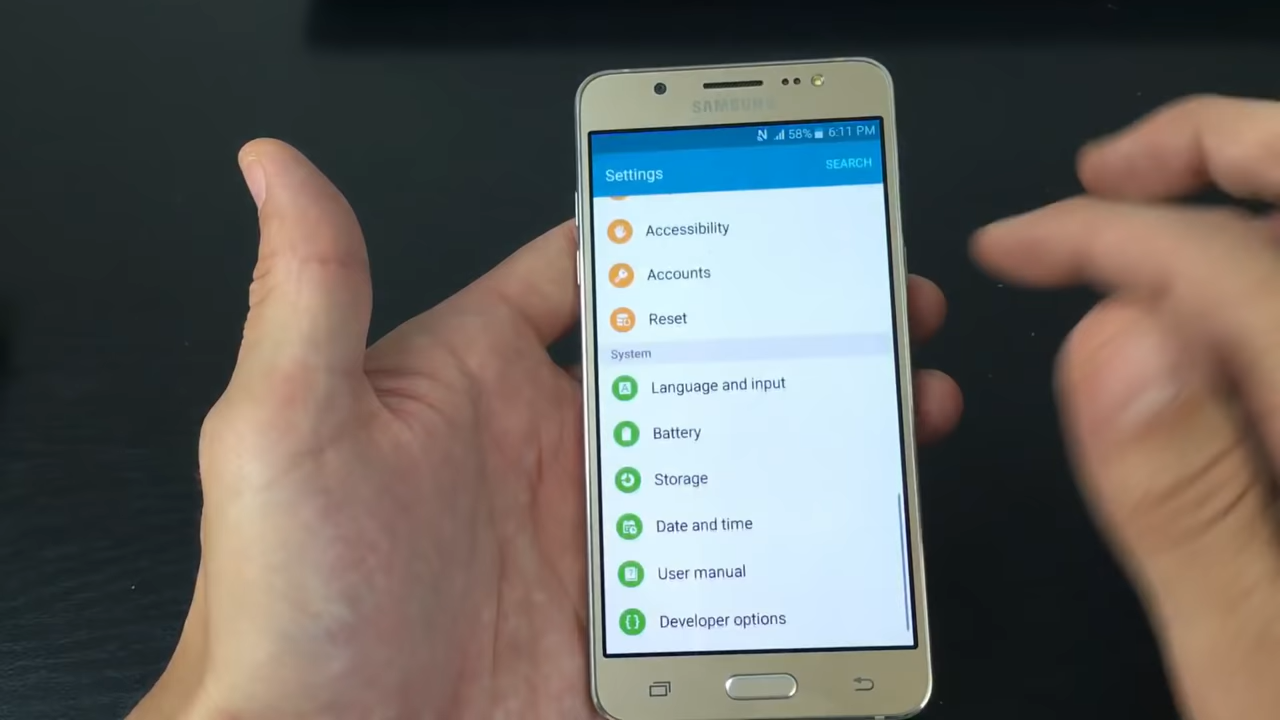 SAMSUNG
58% 6:11 PM
Settings
SEARCH
Accessibility
Accounts
Reset
System
Language and input
Battery
Storage
Date and time
User manual
Developer options